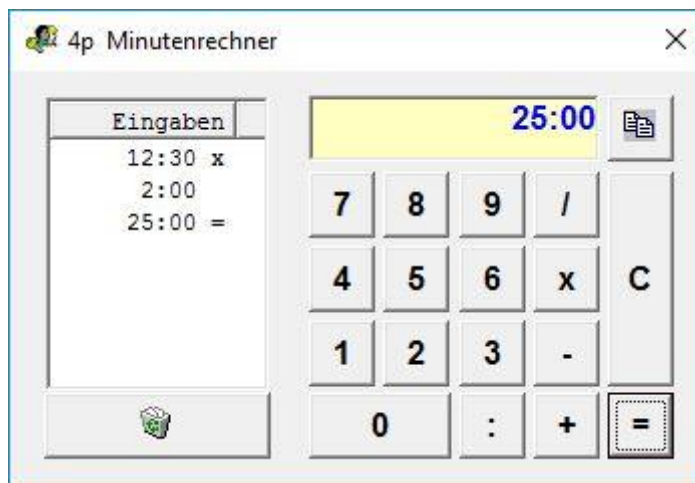 4p Minutenrechner
Eingaben
12:30 x
2:00
25:00 =
25:00
7 8 9 /
4 5 6 x C
1 2 3 -
0 : + =